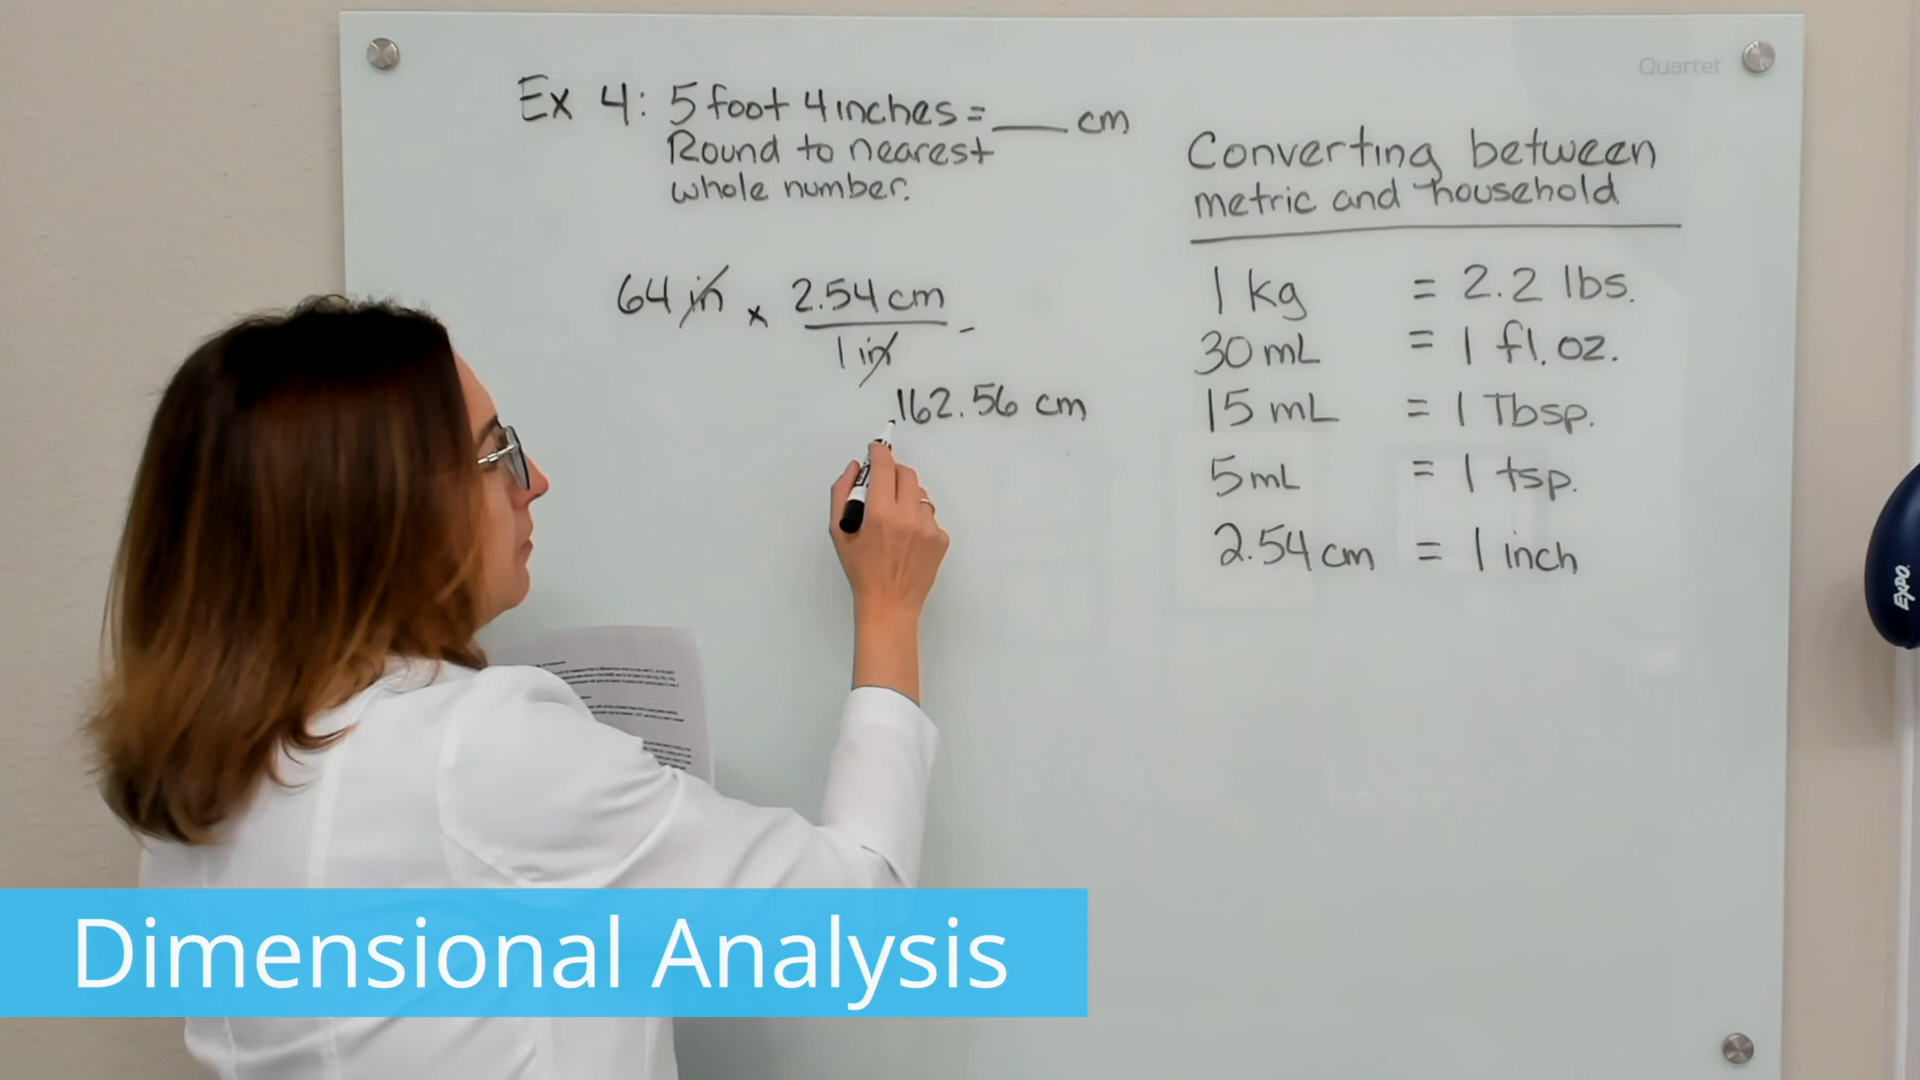 Quartet
Ex 4: 5 foot 4 inches = ___ cm
Round to nearest
whole number.
64 in x 2.54 cm
1 in
-
162.56 cm
Converting between
metric and household
1 kg = 2.2 lbs.
30 mL = 1 fl. oz.
15 mL = 1 Tbsp.
5 mL = 1 tsp.
2.54 cm = 1 inch
EXPO
Dimensional Analysis